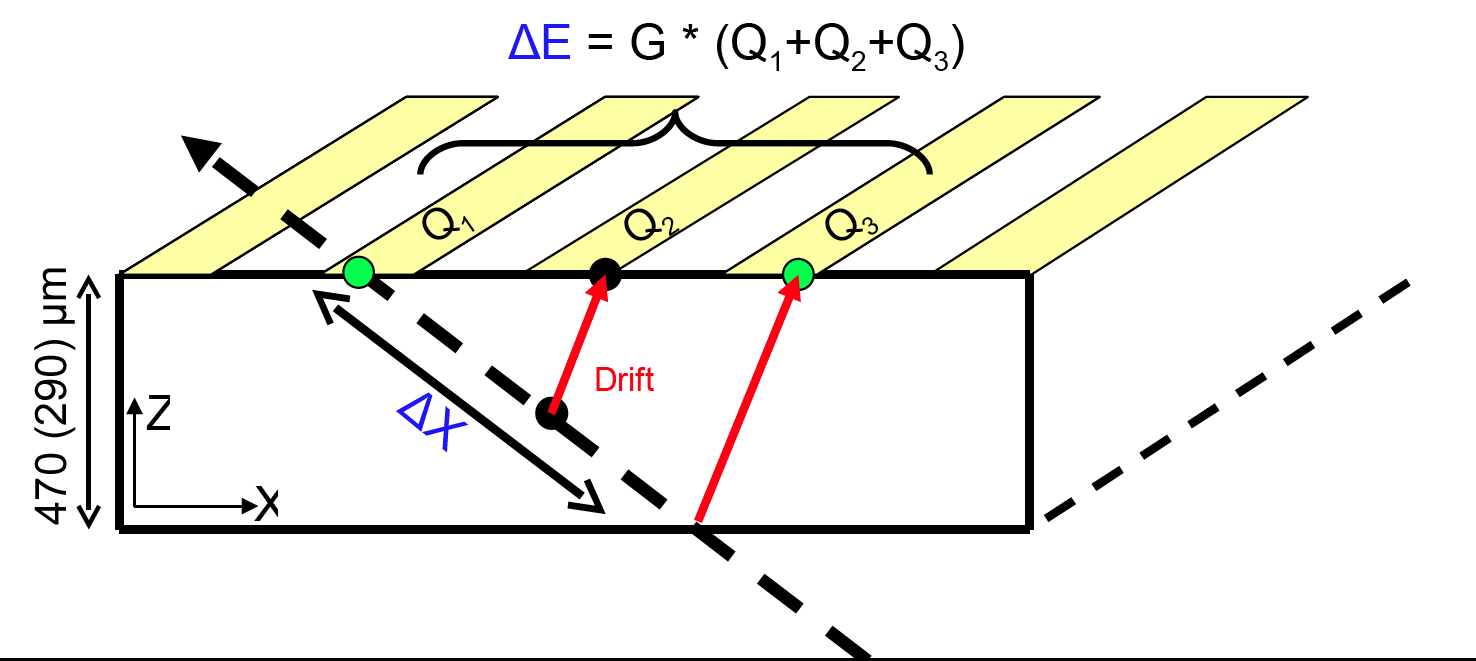 ΔE = G * (Q₁+Q₂+Q₃)
Q₁
Q₂
Q₃
470 (290) μm
Drift
ΔX
Z
X